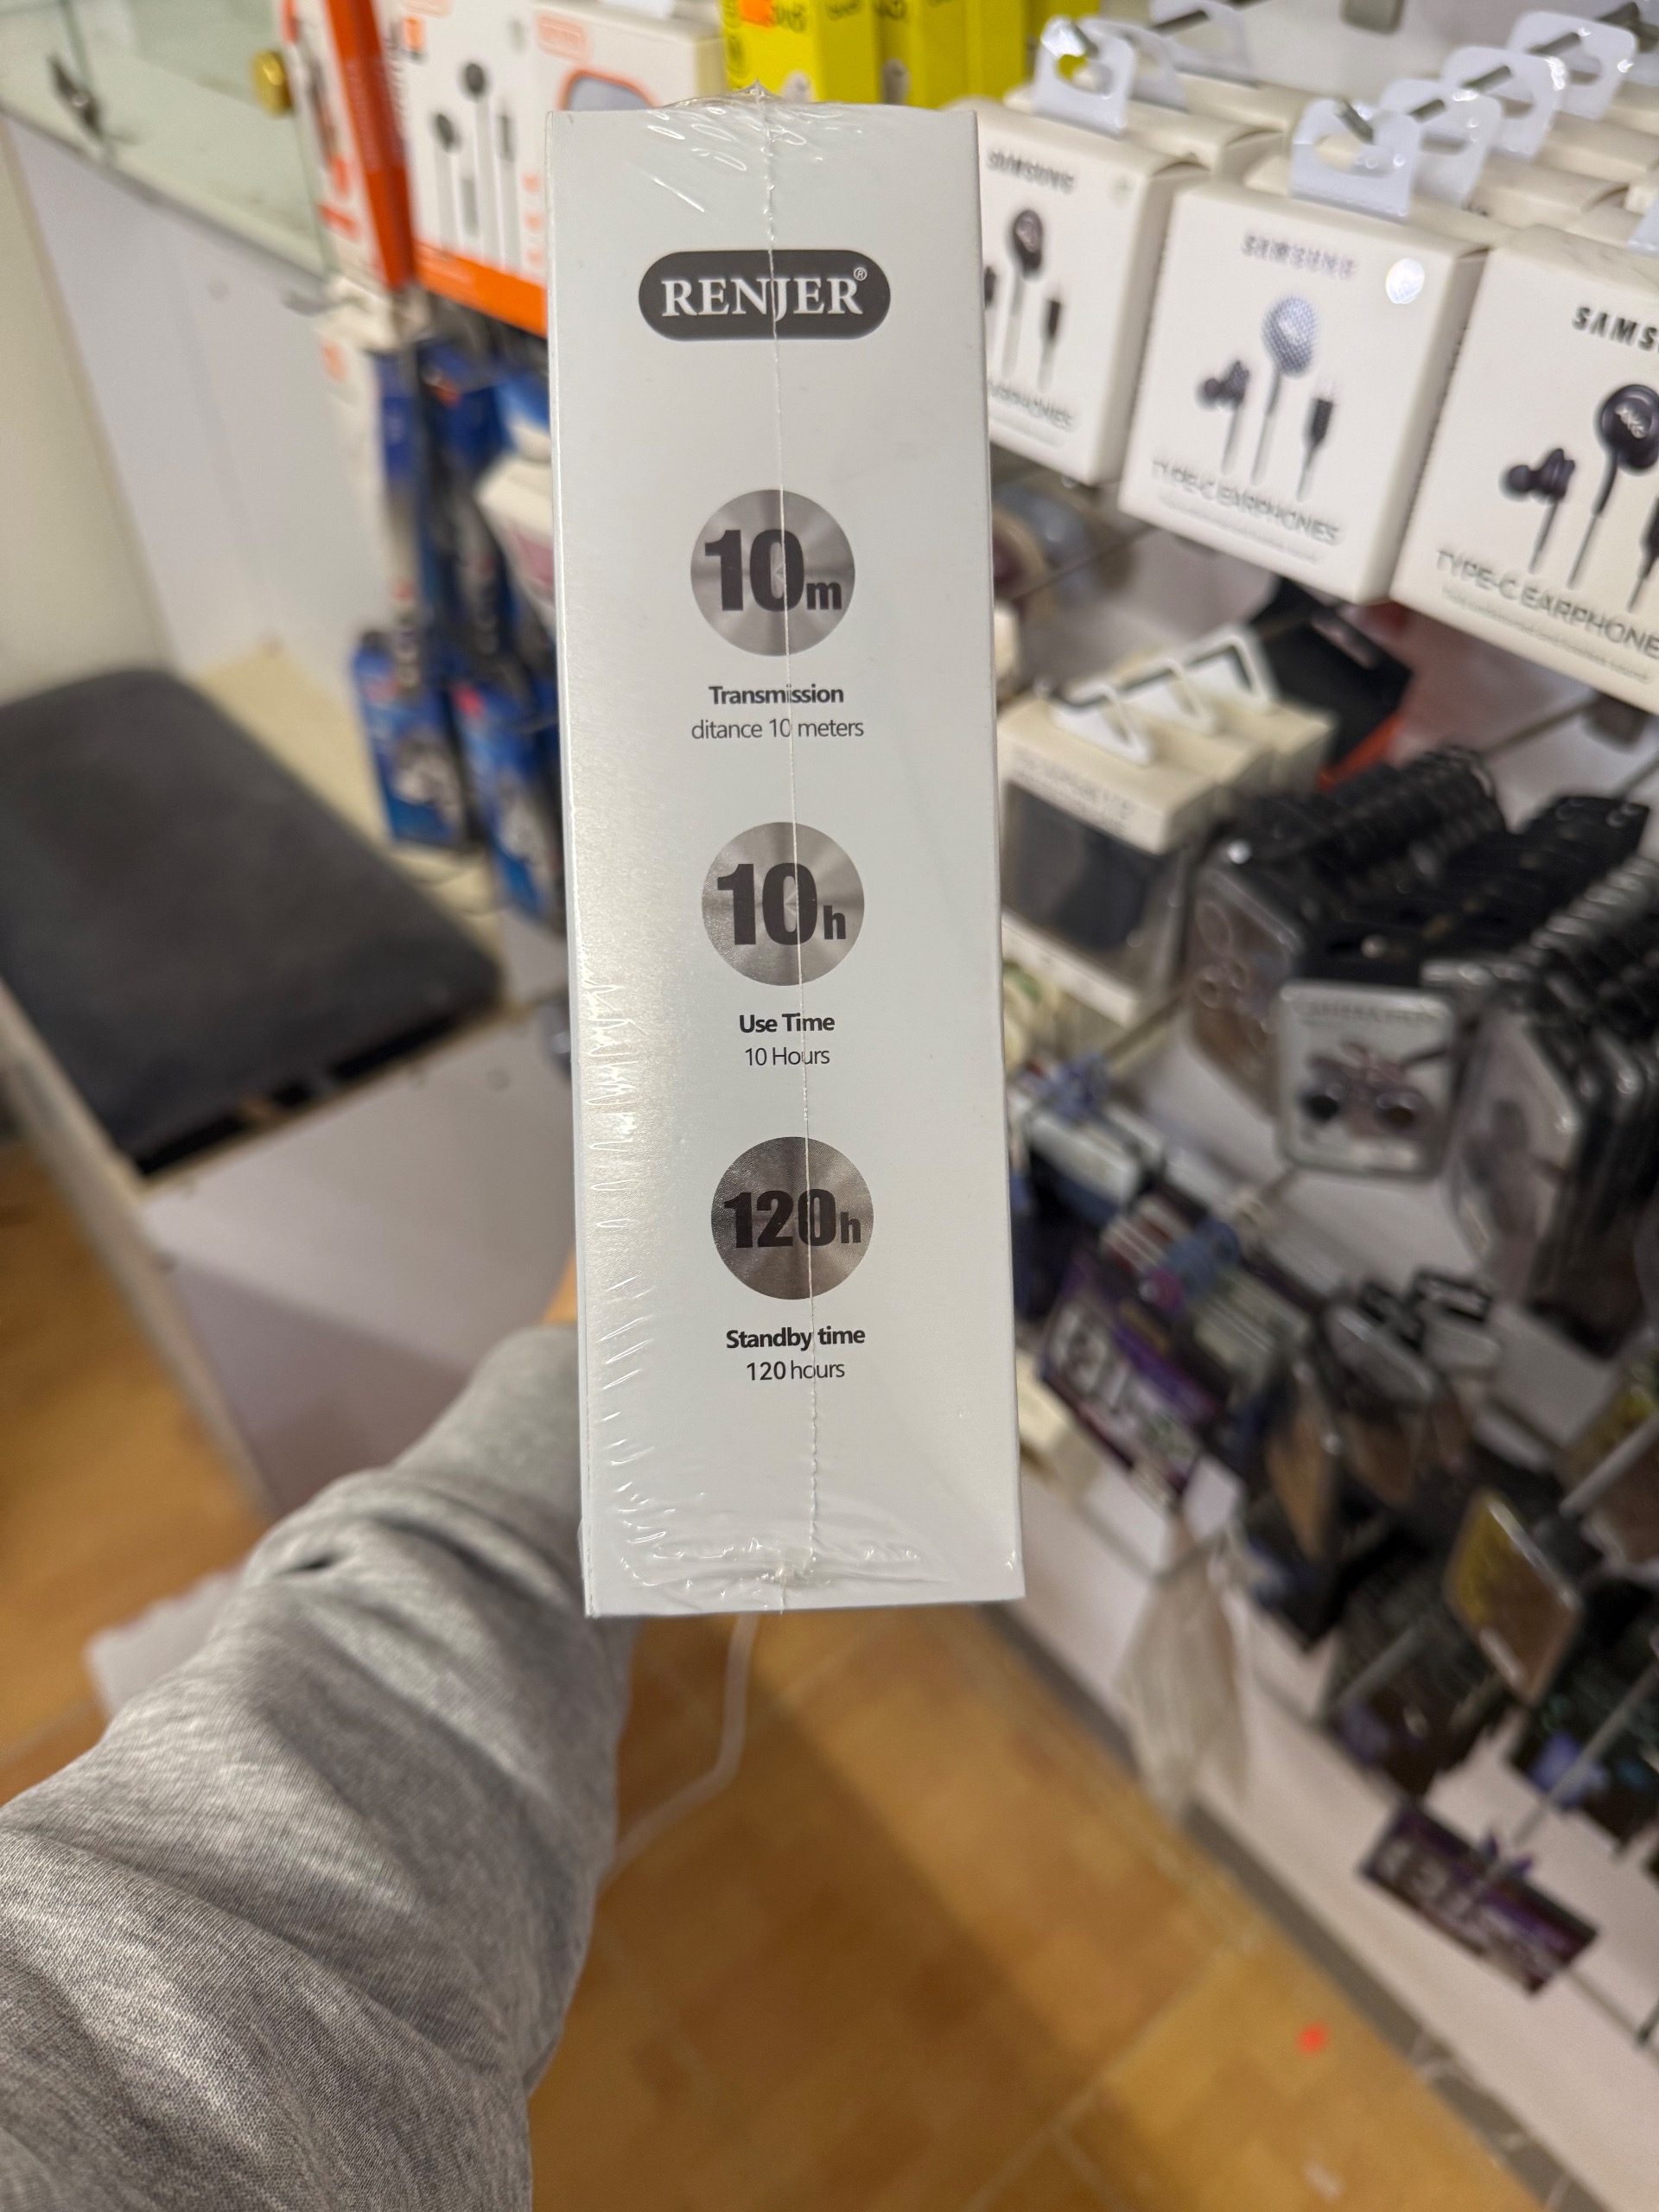 RENJER®
10m
Transmission
ditance 10 meters
10h
Use Time
10 Hours
120h
Standby time
120 hours
SAMSUNG
SAMSUNG
AKG
TYPE-C EARPHONES
TYPE-C EARPHONE